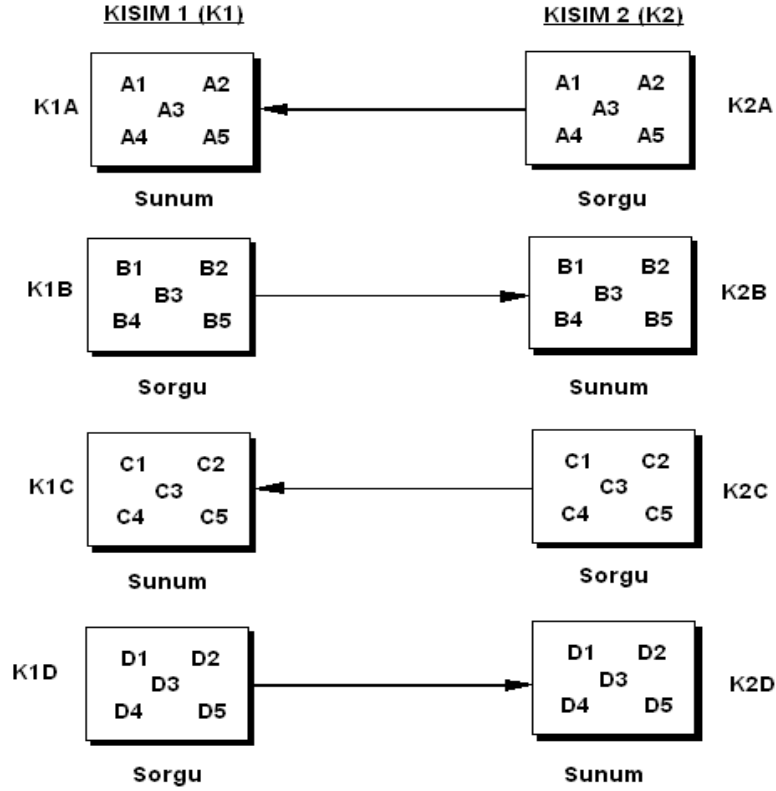 KISIM 1 (K1) KISIM 2 (K2)
A1 A2 A1 A2
K1A A3 A3 K2A
A4 A5 A4 A5
Sunum Sorgu
B1 B2 B1 B2
K1B B3 B3 K2B
B4 B5 B4 B5
Sorgu Sunum
C1 C2 C1 C2
K1C C3 C3 K2C
C4 C5 C4 C5
Sunum Sorgu
D1 D2 D1 D2
K1D D3 D3 K2D
D4 D5 D4 D5
Sorgu Sunum